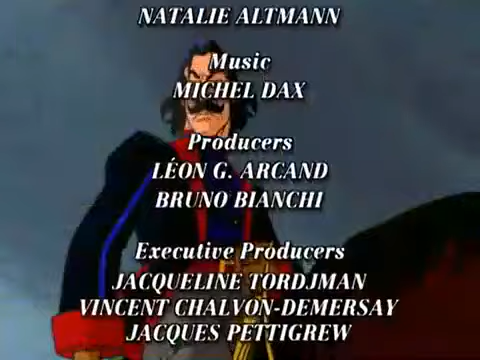 NATALIE ALTMANN
Music
MICHEL DAX
Producers
LÉON G. ARCAND
BRUNO BIANCHI
Executive Producers
JACQUELINE TORDJMAN
VINCENT CHALVON-DEMERSAY
JACQUES PETTIGREW